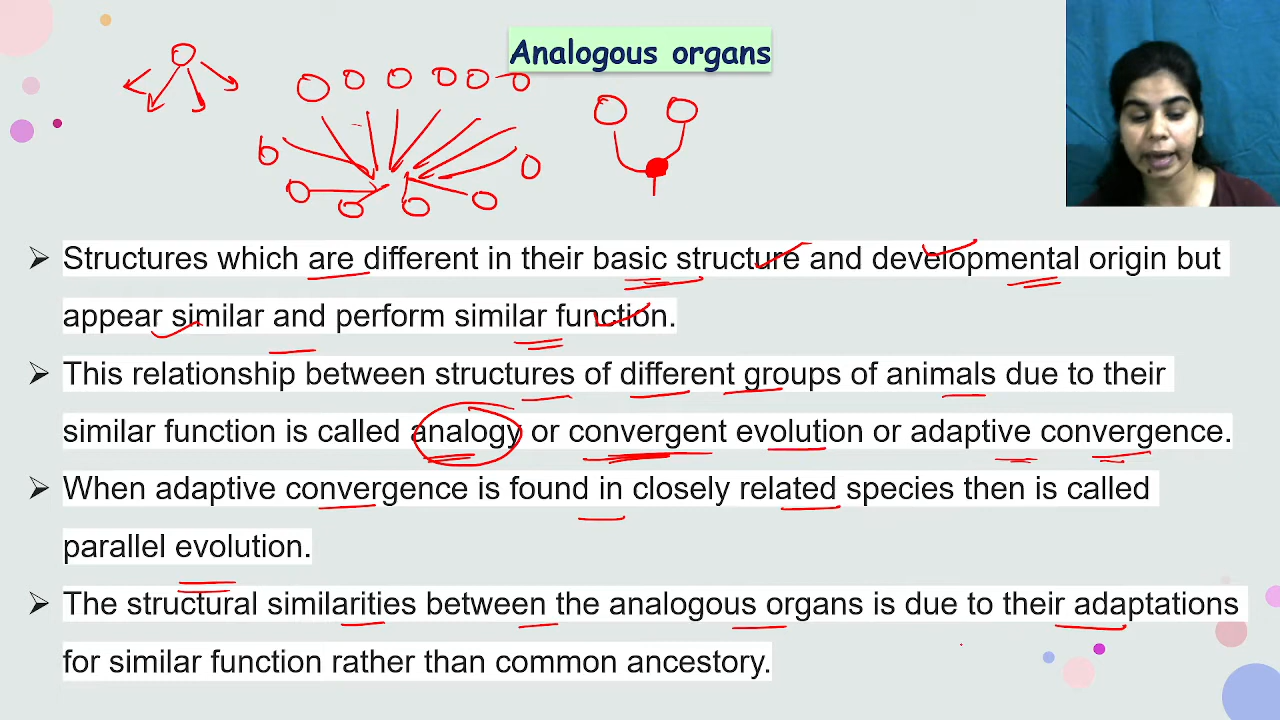 Analogous organs
➢ Structures which are different in their basic structure and developmental origin but
appear similar and perform similar function.
➢ This relationship between structures of different groups of animals due to their
similar function is called analogy or convergent evolution or adaptive convergence.
➢ When adaptive convergence is found in closely related species then is called
parallel evolution.
➢ The structural similarities between the analogous organs is due to their adaptations
for similar function rather than common ancestory.